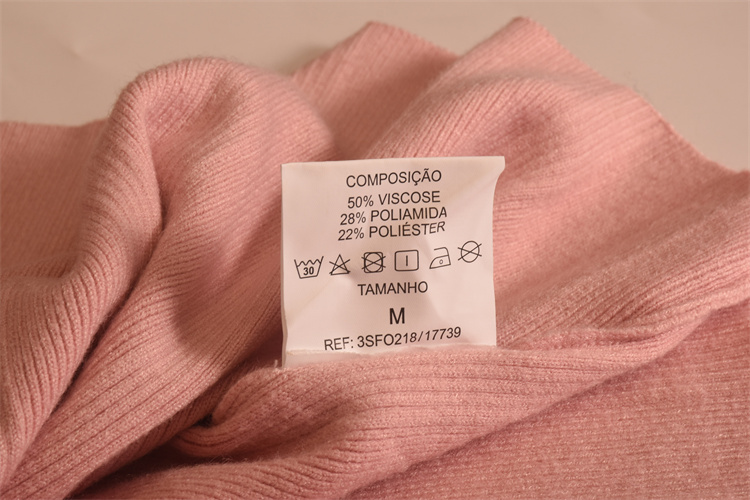 COMPOSIÇÃO
50% VISCOSE
28% POLIAMIDA
22% POLIÉSTER
30
TAMANHO
M
REF: 3SFO218/17739